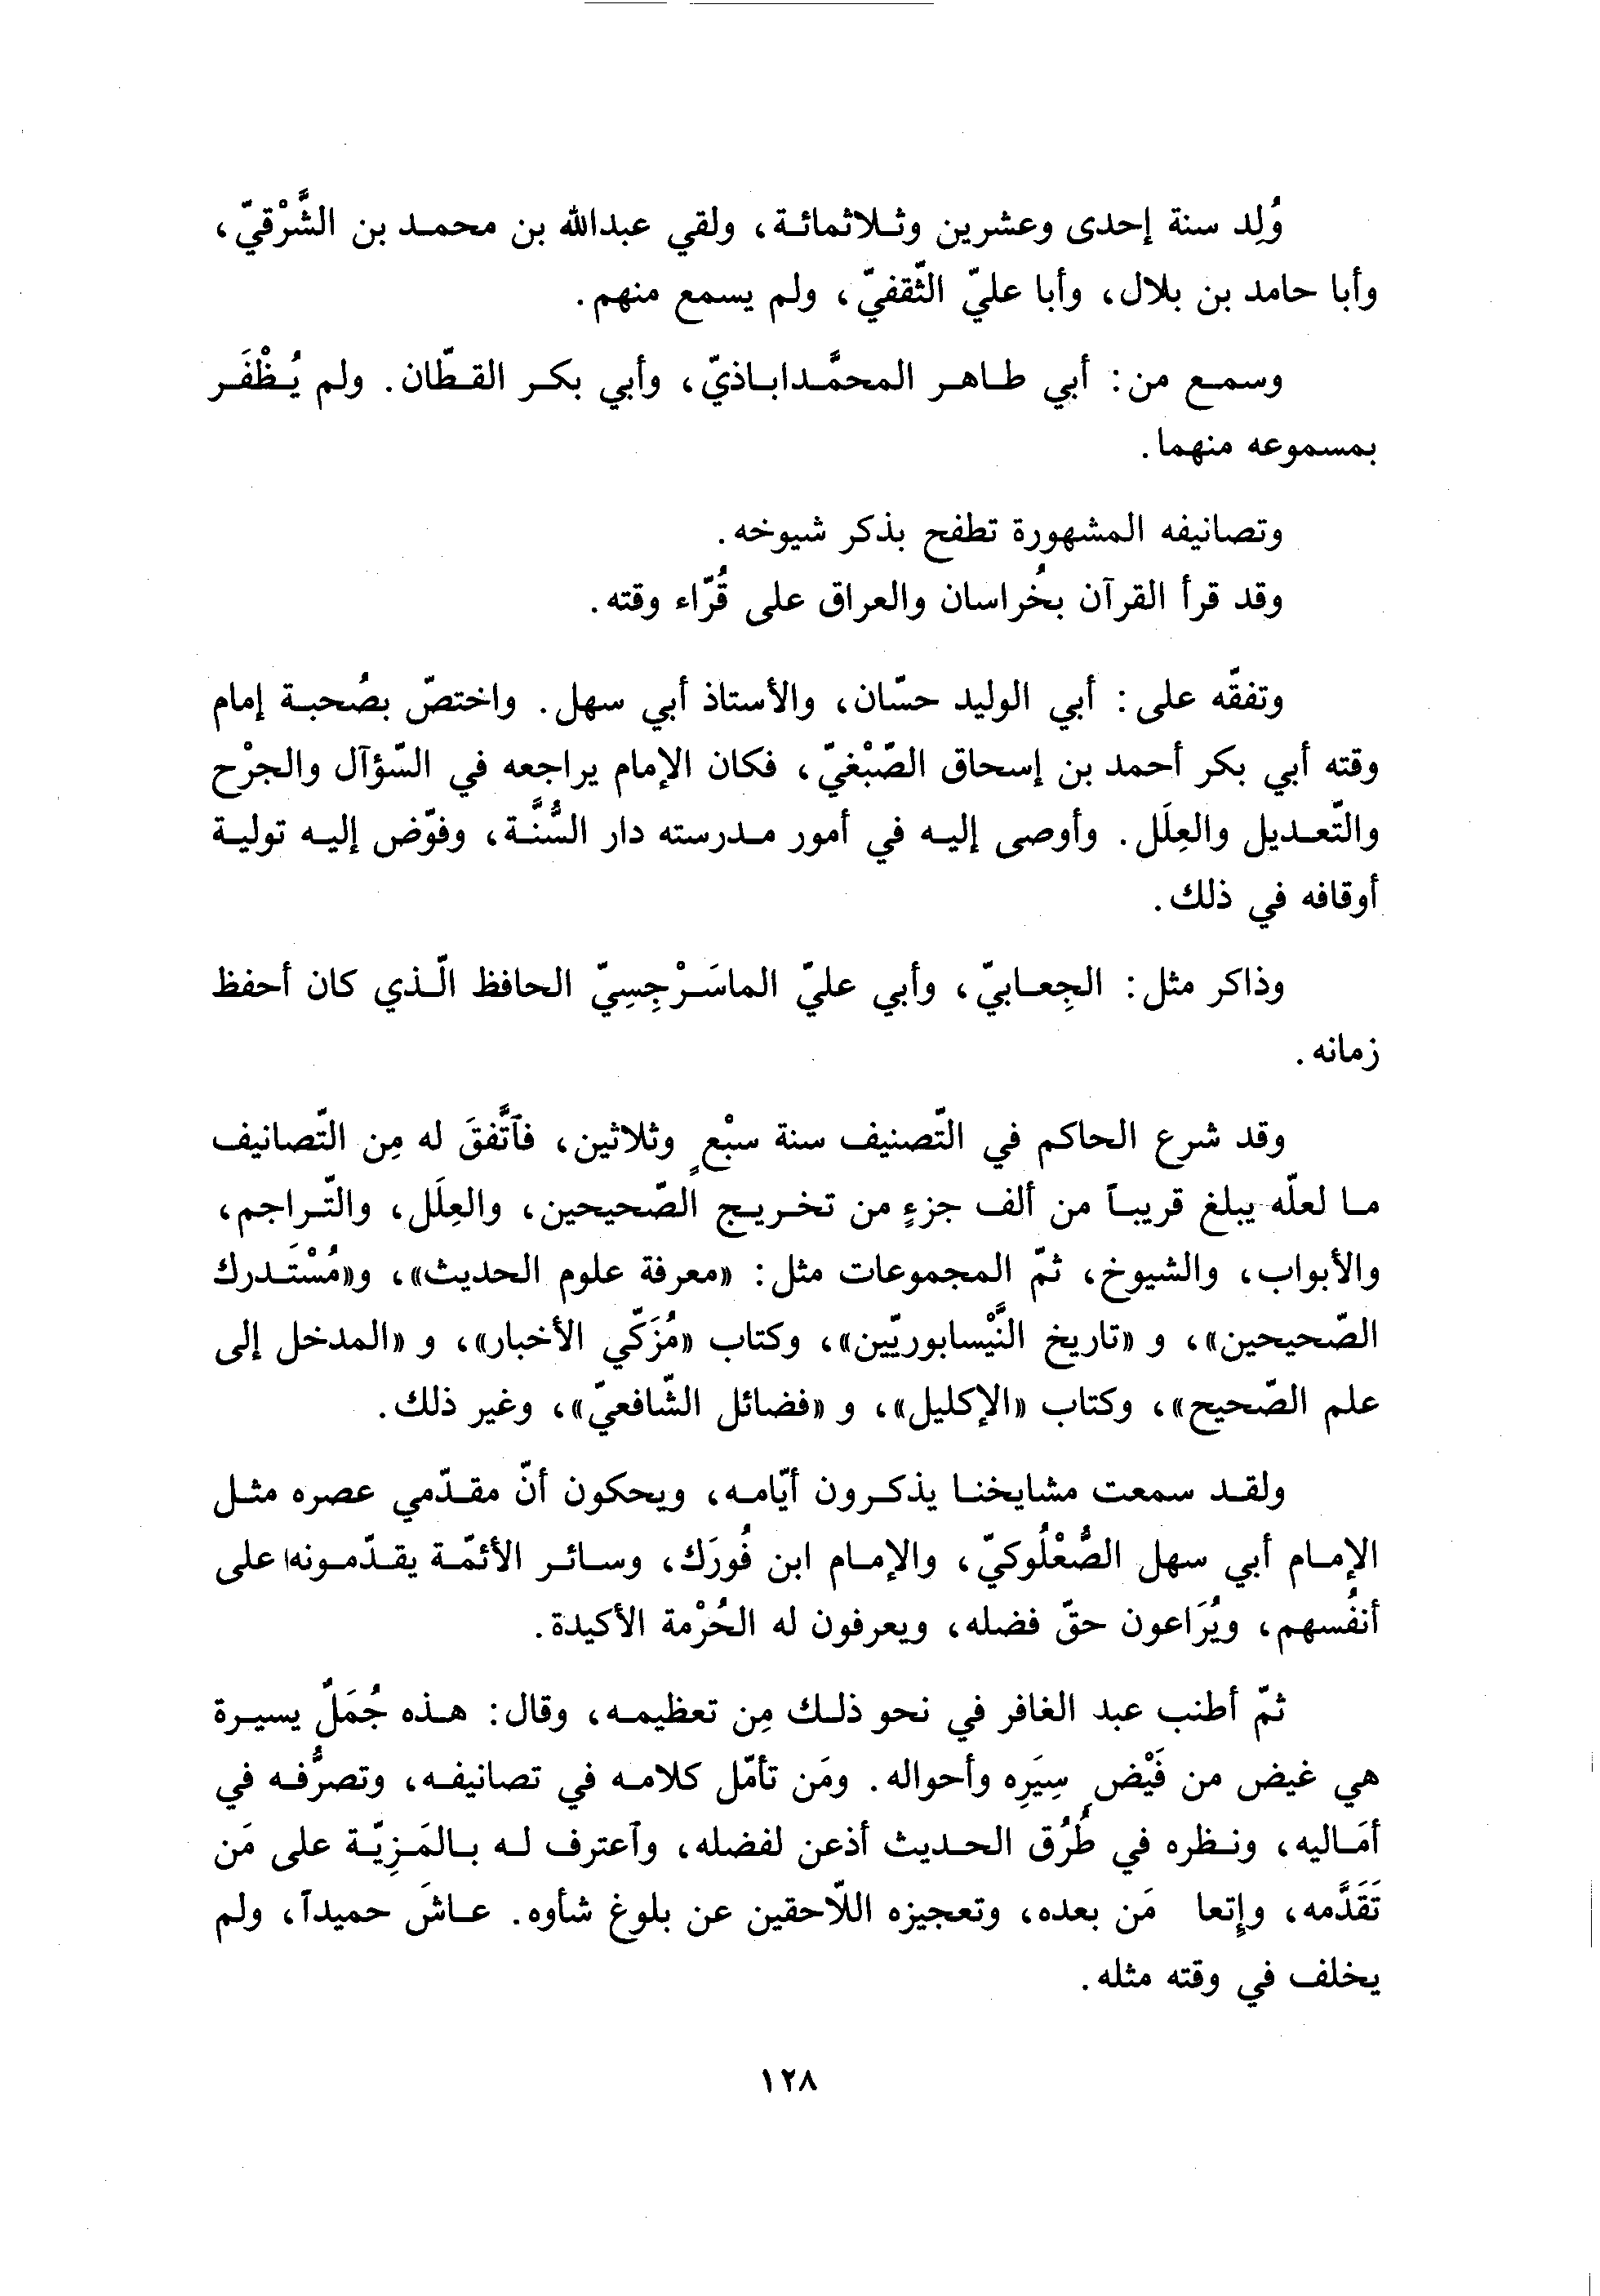 وُلِد سنة إحدى وعشرين وثلاثمائة، ولقي عبدالله بن محمد بن الشَّرْقيّ،
وأبا حامد بن بلال، وأبا عليّ الثّقفيّ، ولم يسمع منهم.
وسمع من: أبي طاهر المحمَّداباذيّ، وأبي بكر القطّان. ولم يُظْفَر
بمسموعه منهما.
وتصانيفه المشهورة تطفح بذكر شيوخه.
وقد قرأ القرآن بخُراسان والعراق على قُرّاء وقته.
وتفقّه على: أبي الوليد حسّان، والأستاذ أبي سهل. واختصّ بصُحبة إمام
وقته أبي بكر أحمد بن إسحاق الصّبْغيّ، فكان الإمام يراجعه في السّؤآل والجرْح
والتّعديل والعِلَل. وأوصى إليه في أمور مدرسته دار السُّنَّة، وفوّض إليه تولية
أوقافه في ذلك.
وذاكر مثل: الجِعابيّ، وأبي عليّ الماسَرْجِسِيّ الحافظ الّذي كان أحفظ
زمانه.
وقد شرع الحاكم في التّصنيف سنة سبْعٍ وثلاثين، فٱتَّفقَ له مِن التّصانيف
ما لعلّه يبلغ قريباً من ألف جزءٍ من تخريج الصّحيحين، والعِلَل، والتّراجم،
والأبواب، والشيوخ، ثمّ المجموعات مثل: «معرفة علوم الحديث»، و«مُسْتَدرك
الصّحيحين»، و «تاريخ النَّيْسابوريّين»، وكتاب «مُزَكّي الأخبار»، و «المدخل إلى
علم الصّحيح»، وكتاب «الإكليل»، و «فضائل الشّافعيّ»، وغير ذلك.
ولقد سمعت مشايخنا يذكرون أيّامه، ويحكون أنّ مقدّمي عصره مثل
الإمام أبي سهل الصُّعْلُوكيّ، والإمام ابن فُورَك، وسائر الأئمّة يقدّمونه على
أنفُسهم، ويُرَاعون حقّ فضله، ويعرفون له الحُرْمة الأكيدة.
ثمّ أطنب عبد الغافر في نحو ذلك مِن تعظيمه، وقال: هذه جُمَلٌ يسيرة
هي غيض من فَيْضٍ سِيَرِه وأحواله. ومَن تأمّل كلامه في تصانيفه، وتصرُّفه في
أمَاليه، ونظره في طُرُق الحديث أذعن لفضله، وٱعترف له بالمَزِيّة على مَن
تَقَدَّمه، وإتعا مَن بعده، وتعجيزه اللّاحقين عن بلوغ شأوه. عاشَ حميداً، ولم
يخلف في وقته مثله.
١٢٨